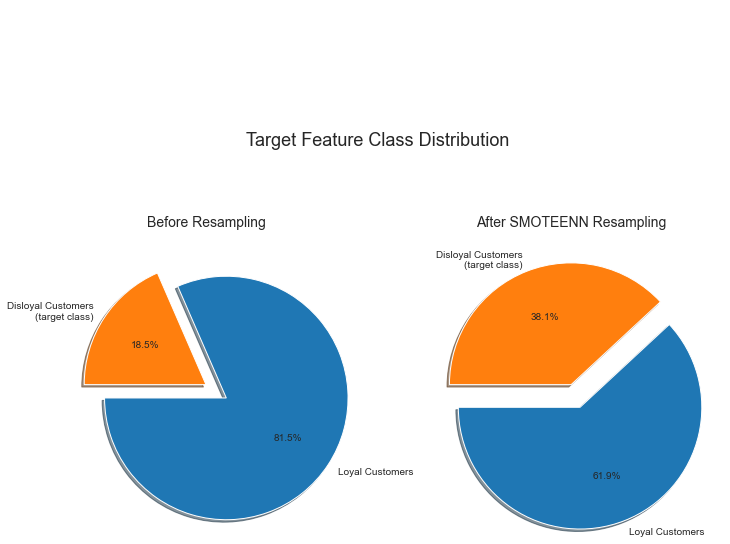 Target Feature Class Distribution
Before Resampling
Disloyal Customers
(target class)
18.5%
81.5%
Loyal Customers
After SMOTEENN Resampling
Disloyal Customers
(target class)
38.1%
61.9%
Loyal Customers